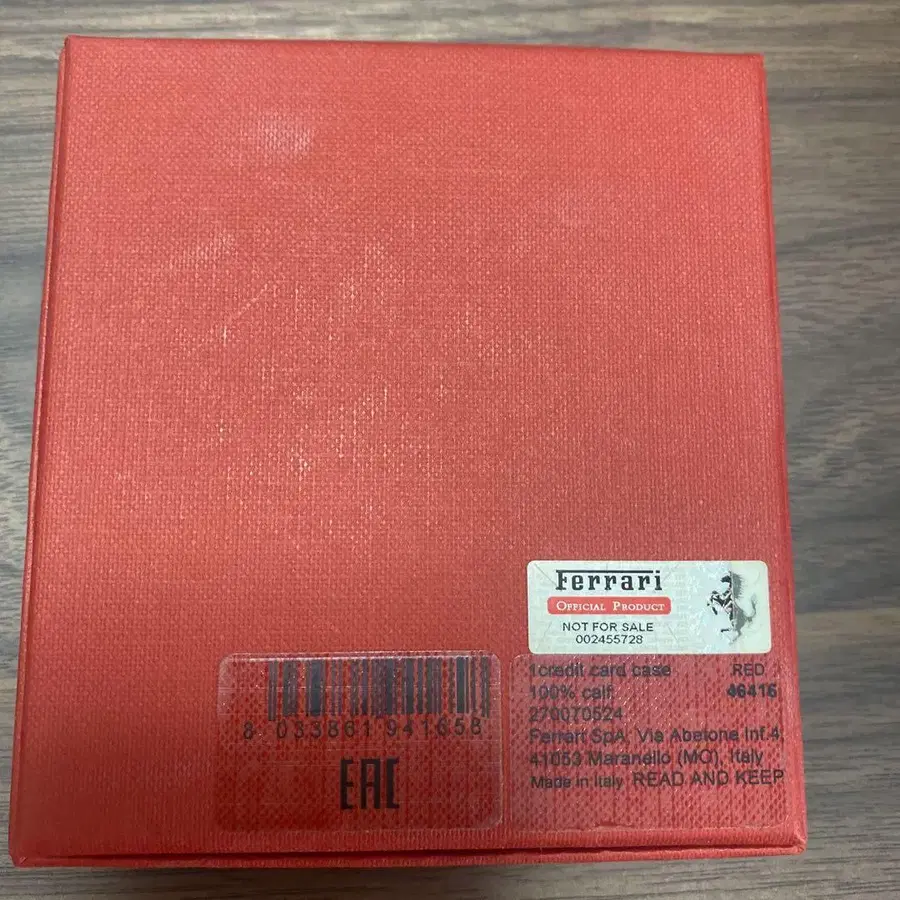 Ferrari
OFFICIAL PRODUCT
NOT FOR SALE
002455728
1credit card case RED
100% calf 46416
270070524
Ferrari SpA, Via Abetone Inf.4,
41053 Maranello (MO), Italy
Made in Italy READ AND KEEP
8 033861 941658
EAC